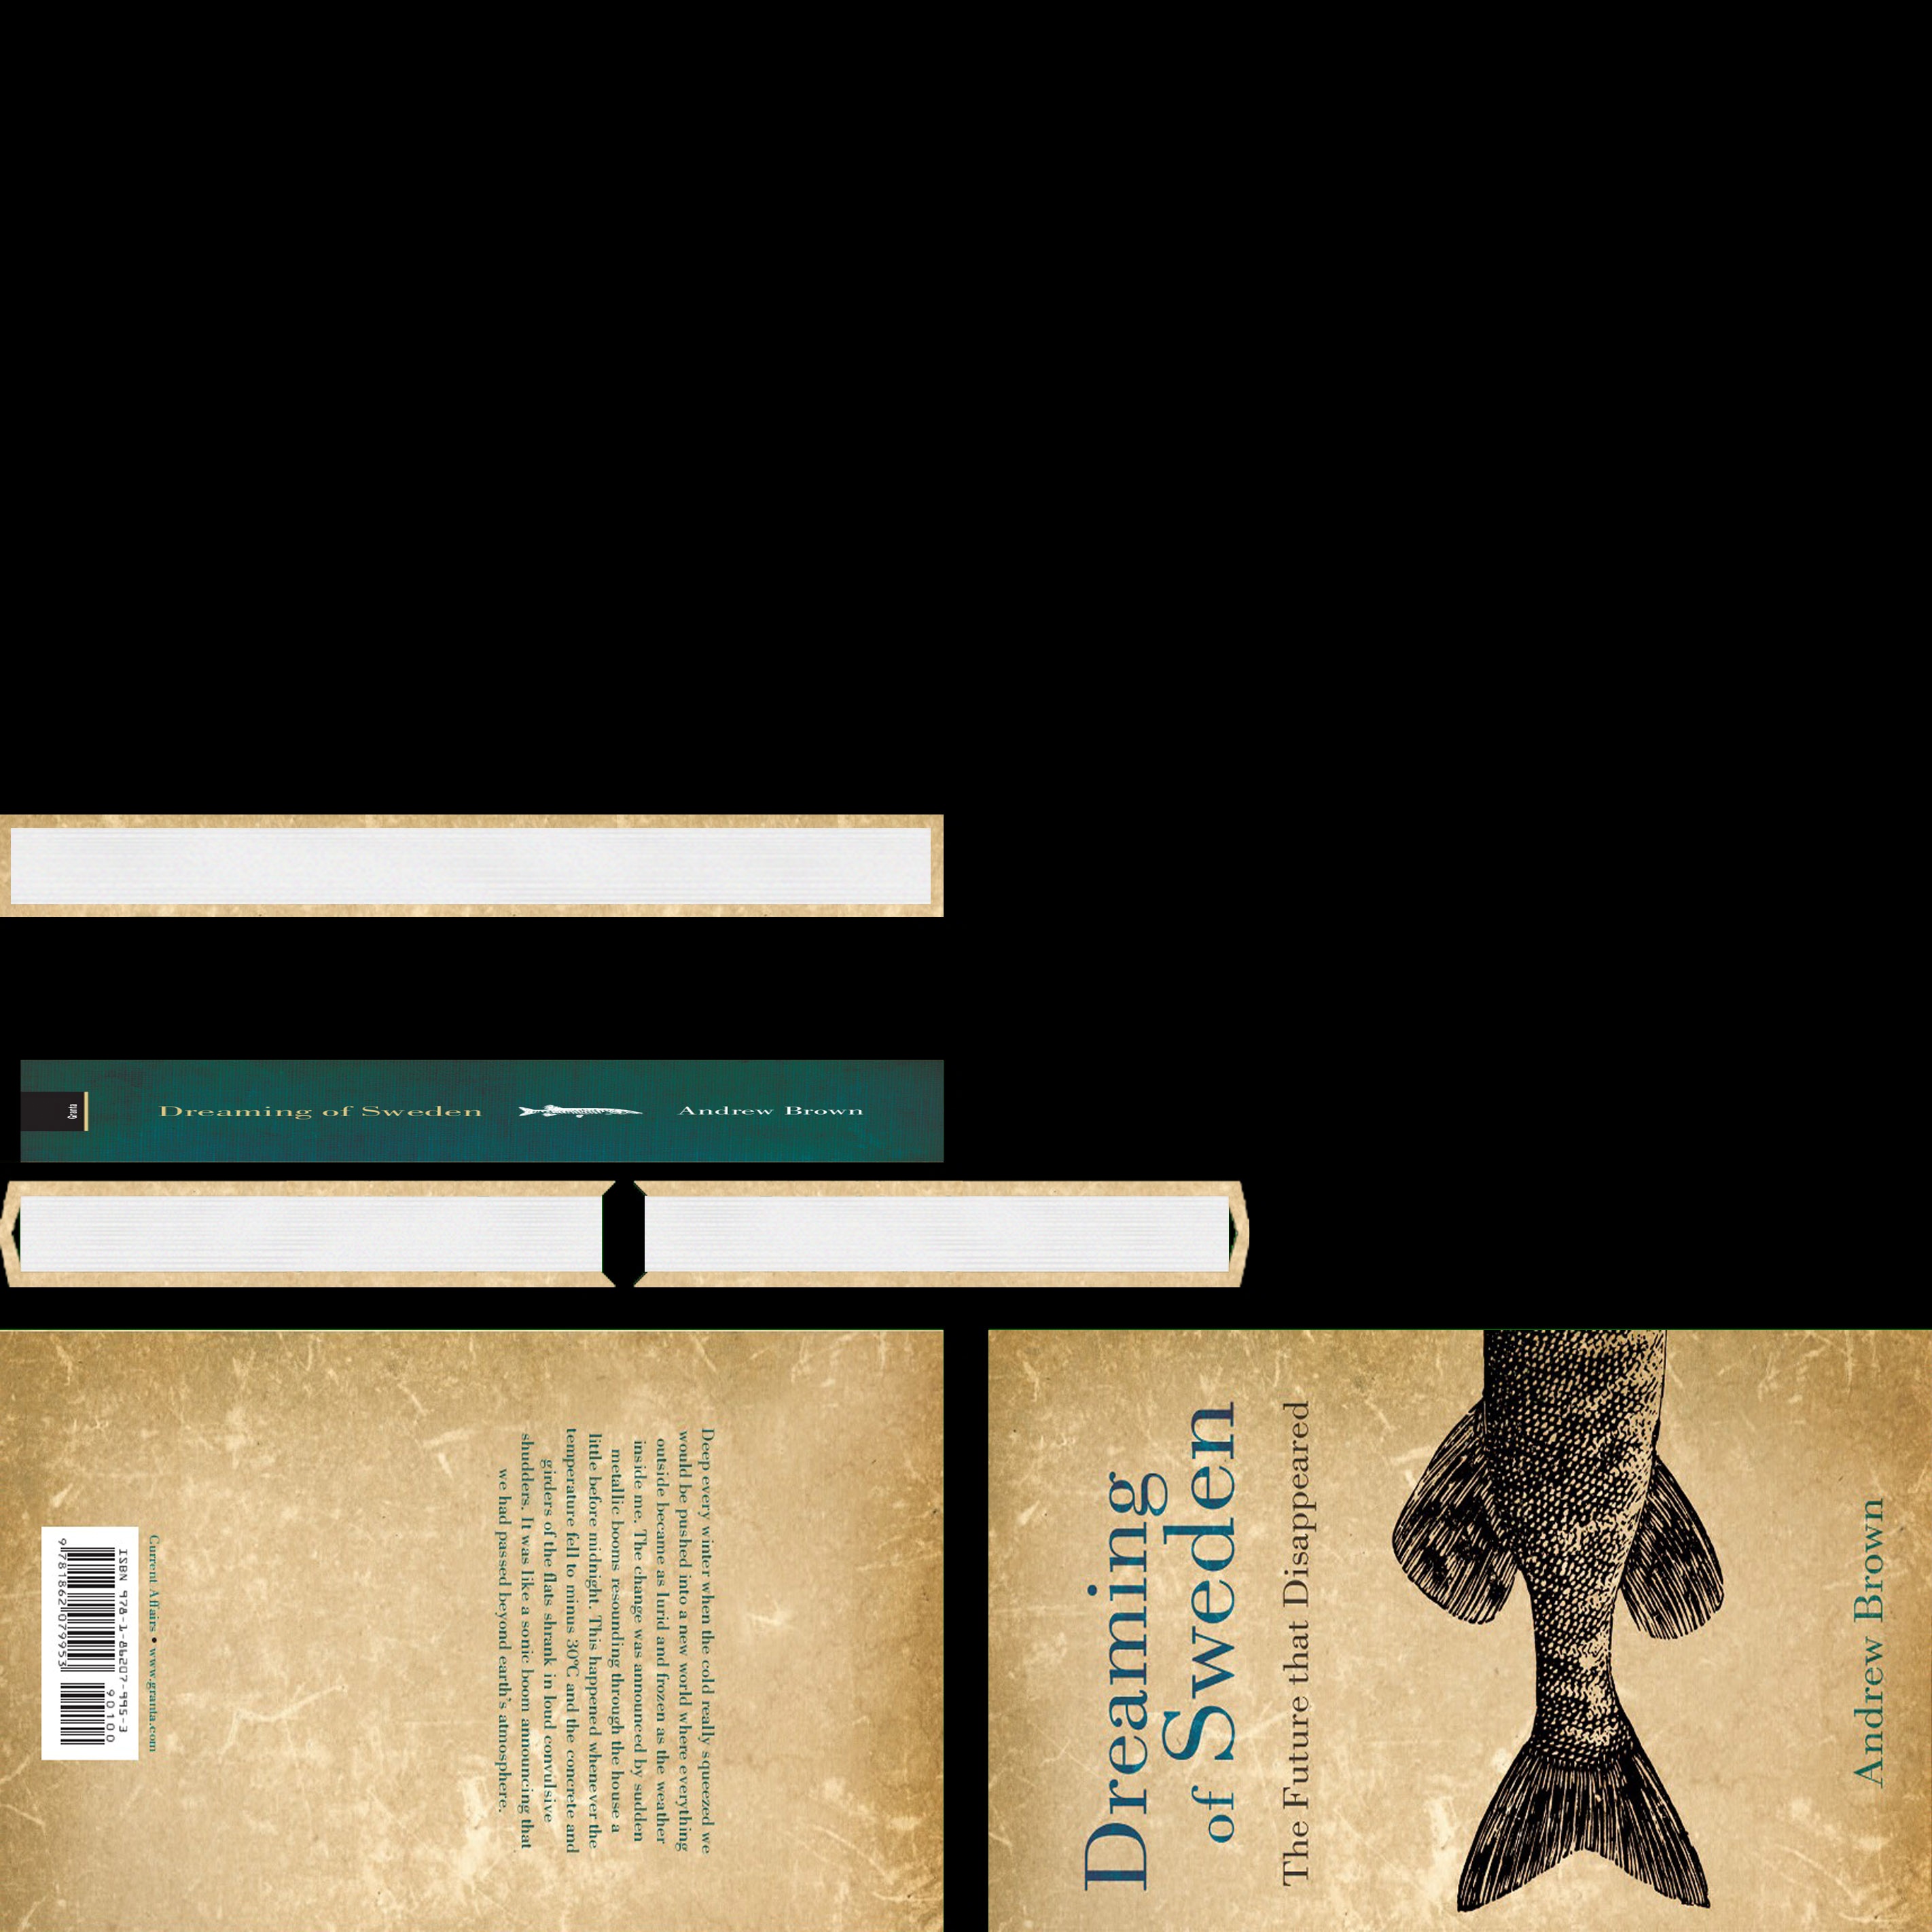 Granta
Dreaming of Sweden
Andrew Brown
Deep every winter when the cold really squeezed we
would be pushed into a new world where everything
outside became as lurid and frozen as the weather
inside me. The change was announced by sudden
metallic booms resounding through the house a
little before midnight. This happened whenever the
temperature fell to minus 30°C and the concrete and
girders of the flats shrank in loud convulsive
shudders. It was like a sonic boom announcing that
we had passed beyond earth's atmosphere.
Current Affairs • www.granta.com
ISBN 978-1-86207-995-3
90100
9781862079953
Dreaming
of Sweden
The Future that Disappeared
Andrew Brown